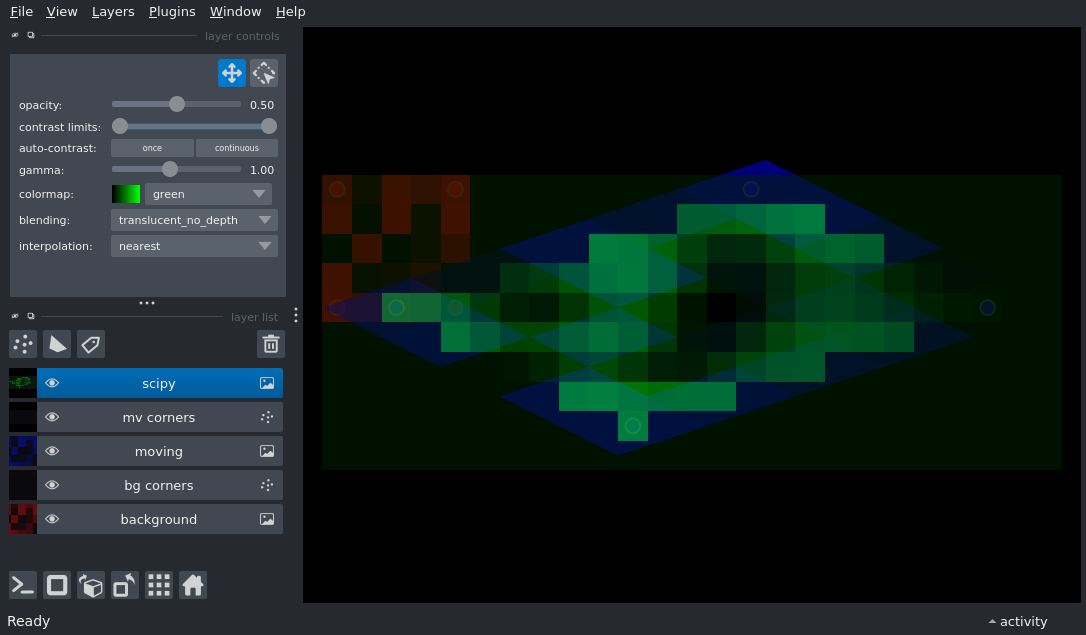 File View Layers Plugins Window Help
layer controls
opacity: 0.50
contrast limits:
auto-contrast: once continuous
gamma: 1.00
colormap: green
blending: translucent_no_depth
interpolation: nearest
layer list
scipy
mv corners
moving
bg corners
background
Ready
activity